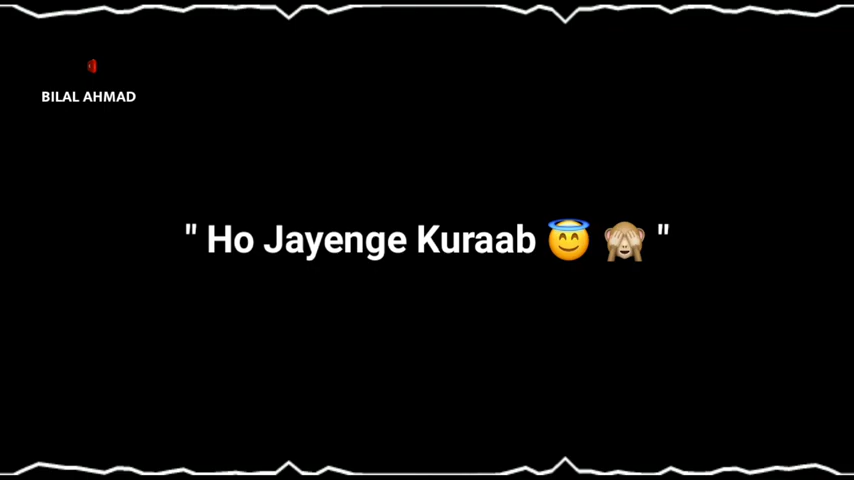 BILAL AHMAD
" Ho Jayenge Kuraab 😇 🙈 "